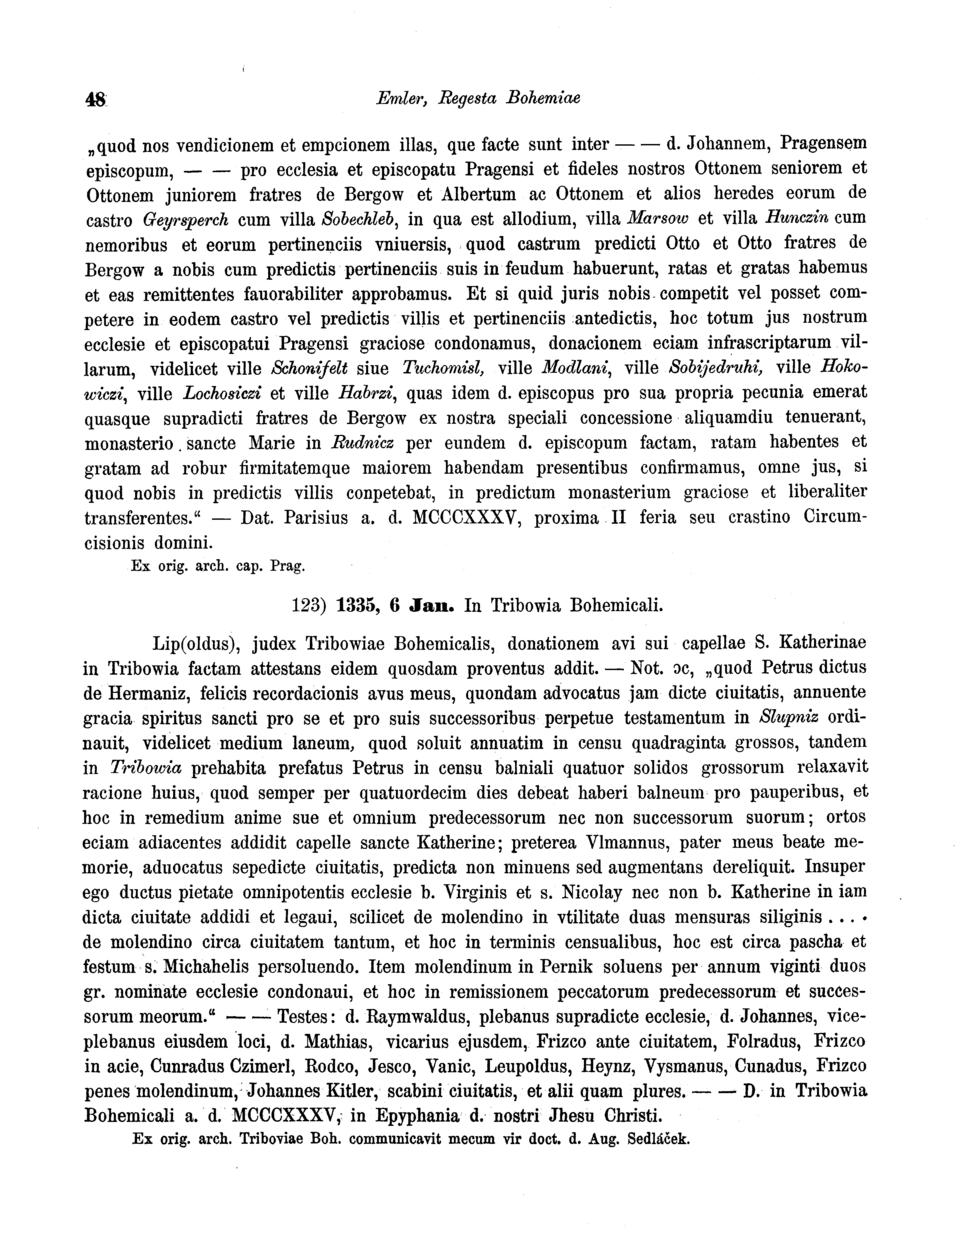 48 Emler, Regesta Bohemiae
„quod nos vendicionem et empcionem illas, que facte sunt inter — — d. Johannem, Pragensem
episcopum, — — pro ecclesia et episcopatu Pragensi et fideles nostros Ottonem seniorem et
Ottonem juniorem fratres de Bergow et Albertum ac Ottonem et alios heredes eorum de
castro Geyrsperch cum villa Sobechleb, in qua est allodium, villa Marsow et villa Hunczin cum
nemoribus et eorum pertinenciis vniuersis, quod castrum predicti Otto et Otto fratres de
Bergow a nobis cum predictis pertinenciis suis in feudum habuerunt, ratas et gratas habemus
et eas remittentes fauorabiliter approbamus. Et si quid juris nobis competit vel posset com-
petere in eodem castro vel predictis villis et pertinenciis antedictis, hoc totum jus nostrum
ecclesie et episcopatui Pragensi graciose condonamus, donacionem eciam infrascriptarum vil-
larum, videlicet ville Schonifelt siue Tuchomisl, ville Modlani, ville Sobijedruhi, ville Hoko-
wiczi, ville Lochosiczi et ville Habrzi, quas idem d. episcopus pro sua propria pecunia emerat
quasque supradicti fratres de Bergow ex nostra speciali concessione aliquamdiu tenuerant,
monasterio sancte Marie in Rudnicz per eundem d. episcopum factam, ratam habentes et
gratam ad robur firmitatemque maiorem habendam presentibus confirmamus, omne jus, si
quod nobis in predictis villis conpetebat, in predictum monasterium graciose et liberaliter
transferentes.“ — Dat. Parisius a. d. MCCCXXXV, proxima II feria seu crastino Circum-
cisionis domini.
Ex orig. arch. cap. Prag.
123) 1335, 6 Jan. In Tribowia Bohemicali.
Lip(oldus), judex Tribowiae Bohemicalis, donationem avi sui capellae S. Katherinae
in Tribowia factam attestans eidem quosdam proventus addit. — Not. ɔc, „quod Petrus dictus
de Hermaniz, felicis recordacionis avus meus, quondam advocatus jam dicte ciuitatis, annuente
gracia spiritus sancti pro se et pro suis successoribus perpetue testamentum in Slupniz ordi-
nauit, videlicet medium laneum, quod soluit annuatim in censu quadraginta grossos, tandem
in Tribowia prehabita prefatus Petrus in censu balniali quatuor solidos grossorum relaxavit
racione huius, quod semper per quatuordecim dies debeat haberi balneum pro pauperibus, et
hoc in remedium anime sue et omnium predecessorum nec non successorum suorum; ortos
eciam adiacentes addidit capelle sancte Katherine; preterea Vlmannus, pater meus beate me-
morie, aduocatus sepedicte ciuitatis, predicta non minuens sed augmentans dereliquit. Insuper
ego ductus pietate omnipotentis ecclesie b. Virginis et s. Nicolay nec non b. Katherine in iam
dicta ciuitate addidi et legaui, scilicet de molendino in vtilitate duas mensuras siliginis . . . .
de molendino circa ciuitatem tantum, et hoc in terminis censualibus, hoc est circa pascha et
festum s. Michahelis persoluendo. Item molendinum in Pernik soluens per annum viginti duos
gr. nominate ecclesie condonaui, et hoc in remissionem peccatorum predecessorum et succes-
sorum meorum.“ — — Testes: d. Raymwaldus, plebanus supradicte ecclesie, d. Johannes, vice-
plebanus eiusdem loci, d. Mathias, vicarius ejusdem, Frizco ante ciuitatem, Folradus, Frizco
in acie, Cunradus Czimerl, Rodco, Jesco, Vanic, Leupoldus, Heynz, Vysmanus, Cunadus, Frizco
penes molendinum, Johannes Kitler, scabini ciuitatis, et alii quam plures. — — D. in Tribowia
Bohemicali a. d. MCCCXXXV, in Epyphania d. nostri Jhesu Christi.
Ex orig. arch. Triboviae Boh. communicavit mecum vir doct. d. Aug. Sedláček.